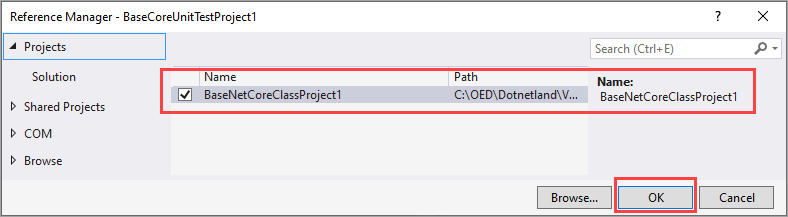 Reference Manager - BaseCoreUnitTestProject1
Projects
Search (Ctrl+E)
Solution
Name
Path
Name:
BaseNetCoreClassProject1
C:\OED\Dotnetland\V...
BaseNetCoreClassProject1
Shared Projects
COM
Browse
Browse...
OK
Cancel